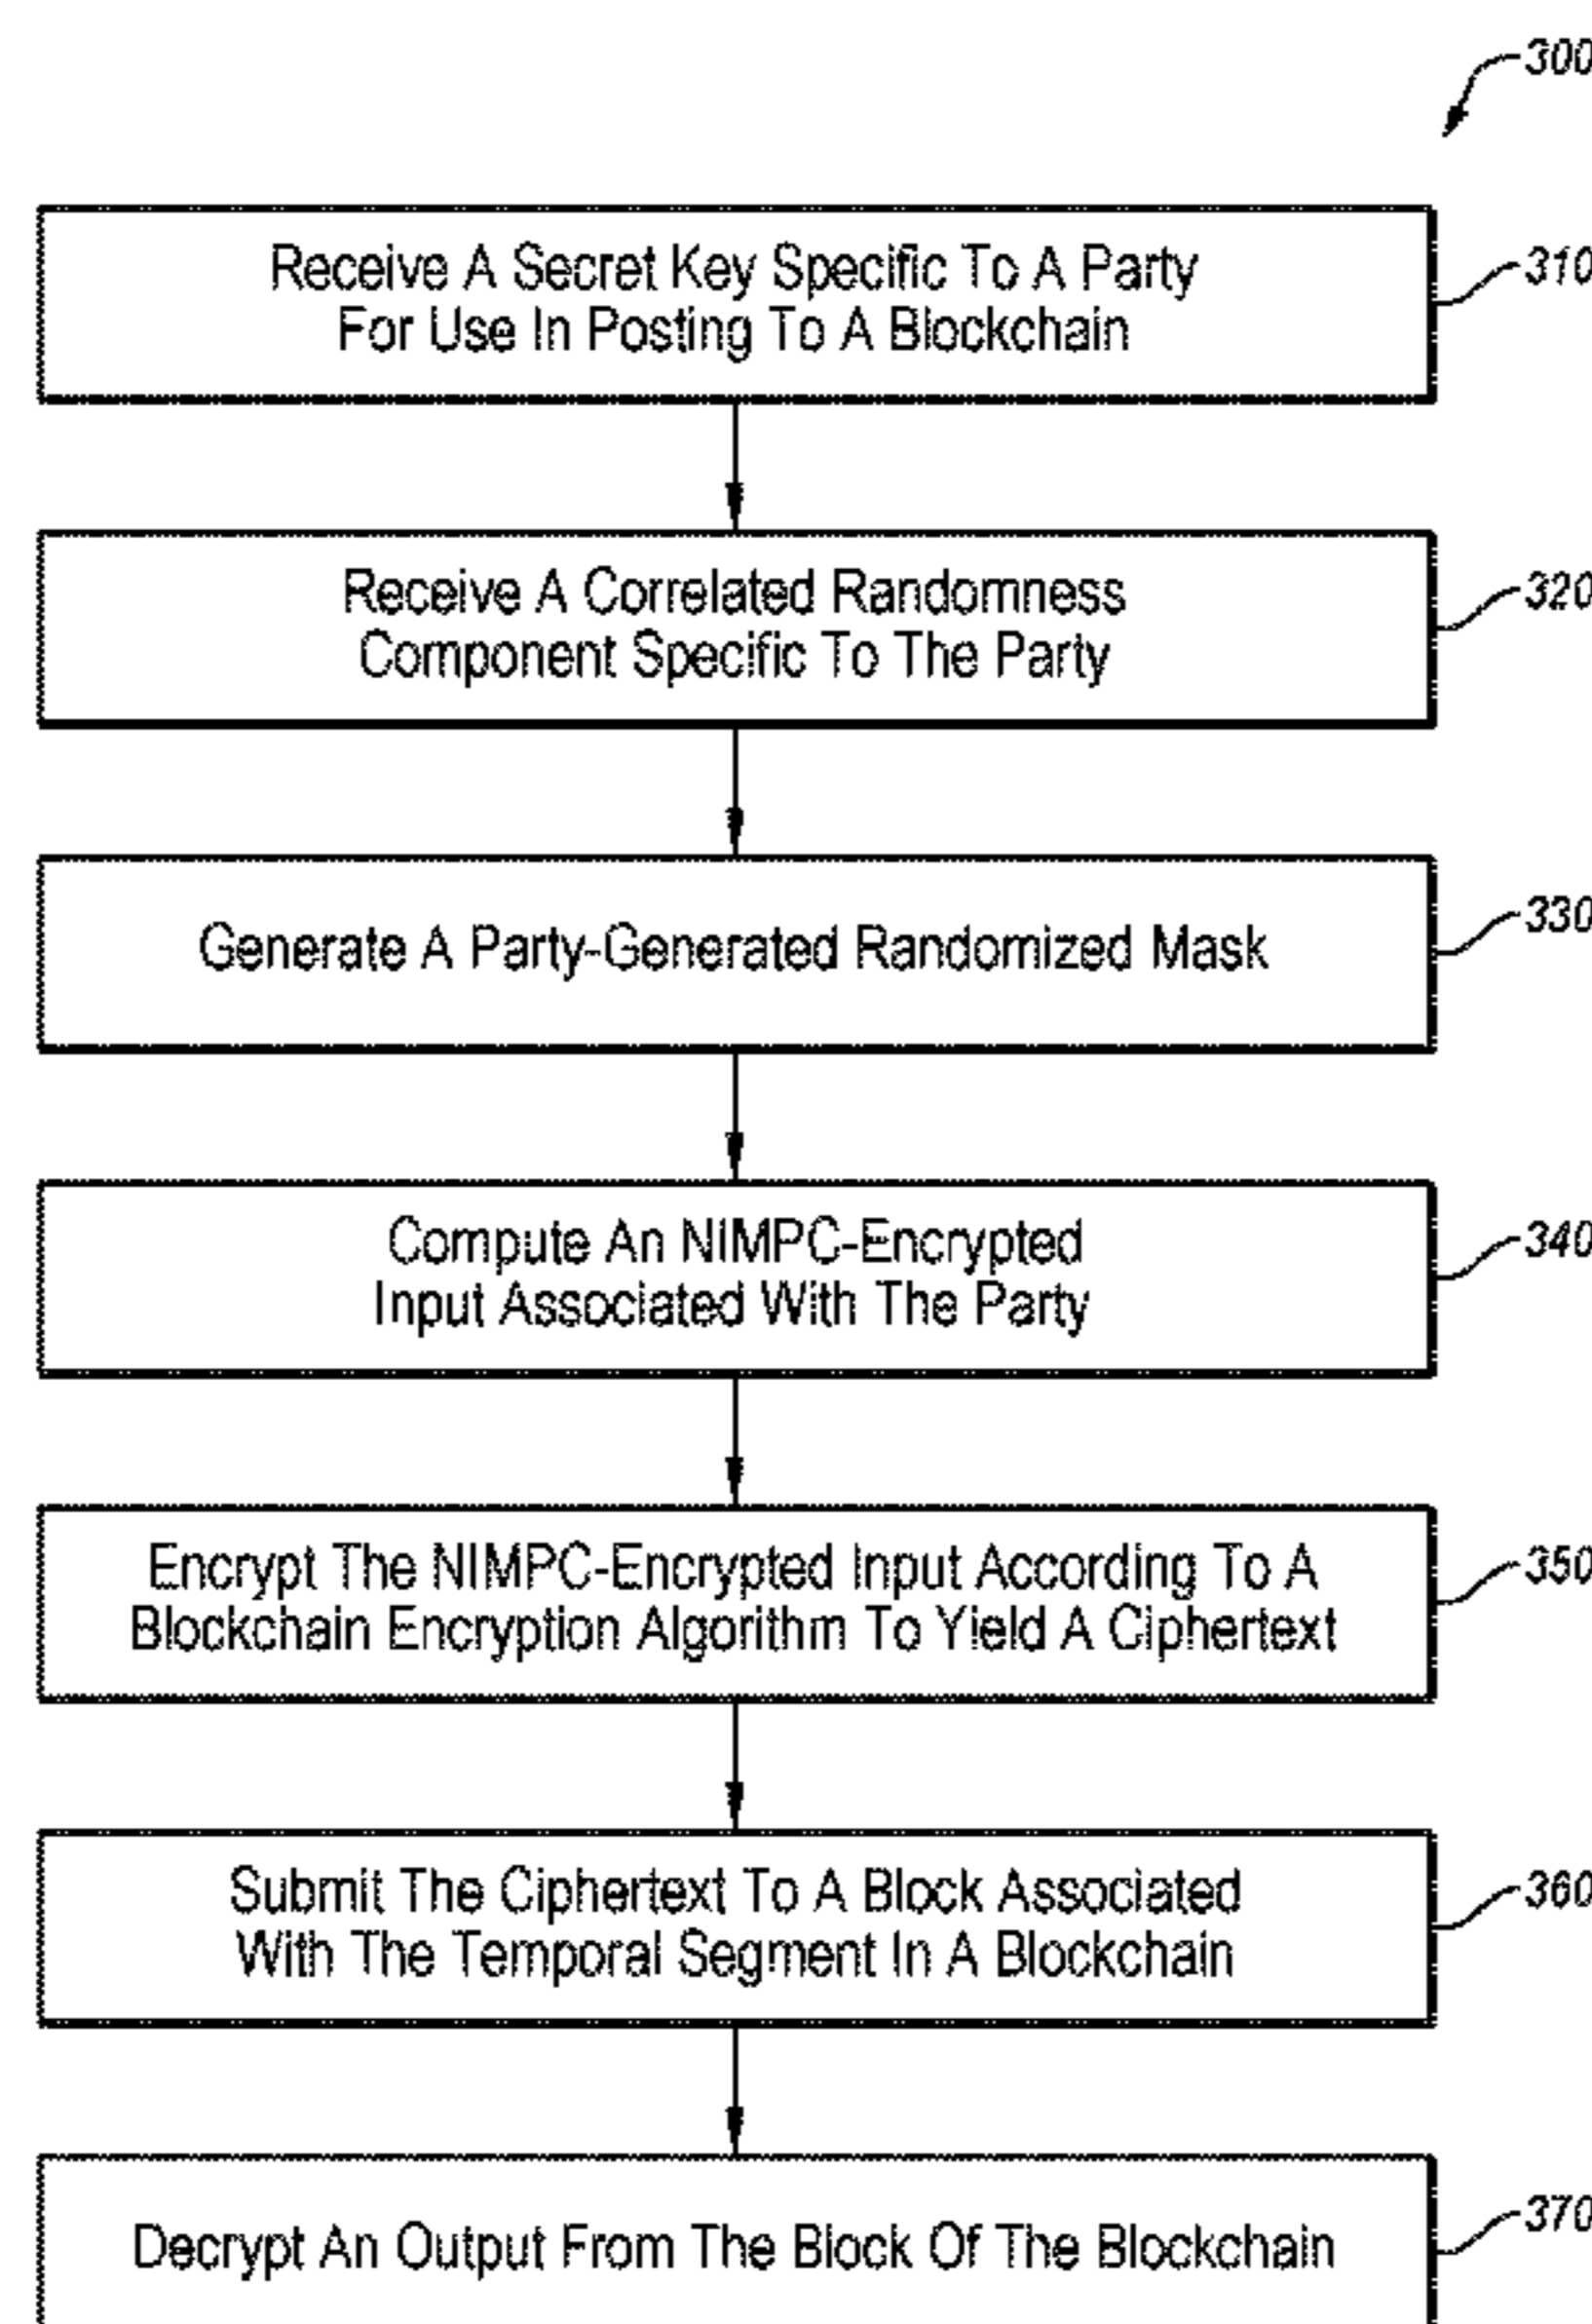 300
Receive A Secret Key Specific To A Party
For Use In Posting To A Blockchain
310
Receive A Correlated Randomness
Component Specific To The Party
320
Generate A Party-Generated Randomized Mask
330
Compute An NIMPC-Encrypted
Input Associated With The Party
340
Encrypt The NIMPC-Encrypted Input According To A
Blockchain Encryption Algorithm To Yield A Ciphertext
350
Submit The Ciphertext To A Block Associated
With The Temporal Segment In A Blockchain
360
Decrypt An Output From The Block Of The Blockchain
370